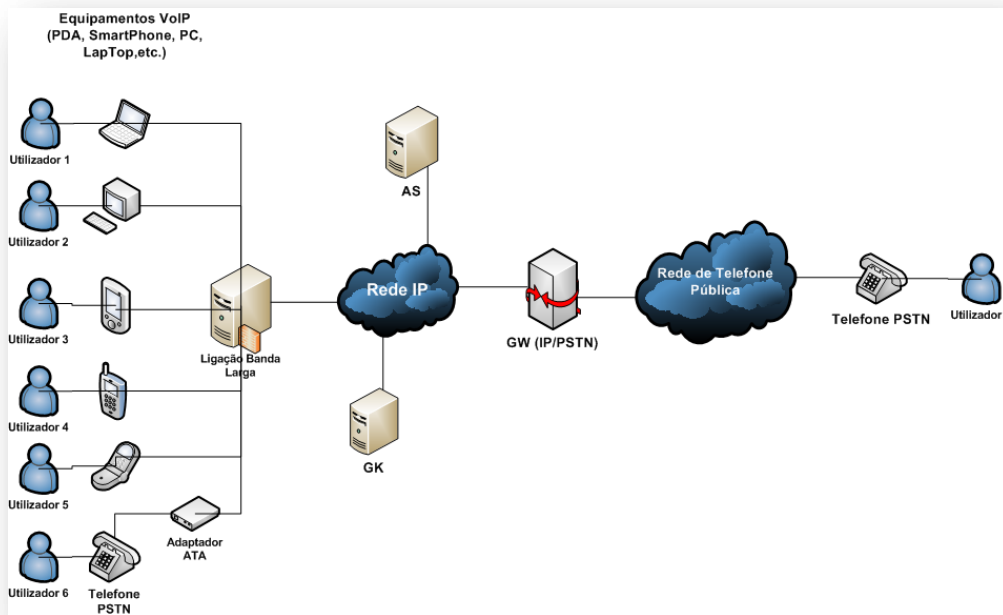 Equipamentos VoIP
(PDA, SmartPhone, PC,
LapTop,etc.)
Utilizador 1
Utilizador 2
Utilizador 3
Utilizador 4
Utilizador 5
Utilizador 6
Telefone
PSTN
Adaptador
ATA
Ligação Banda
Larga
AS
Rede IP
GK
GW (IP/PSTN)
Rede de Telefone
Pública
Telefone PSTN
Utilizador